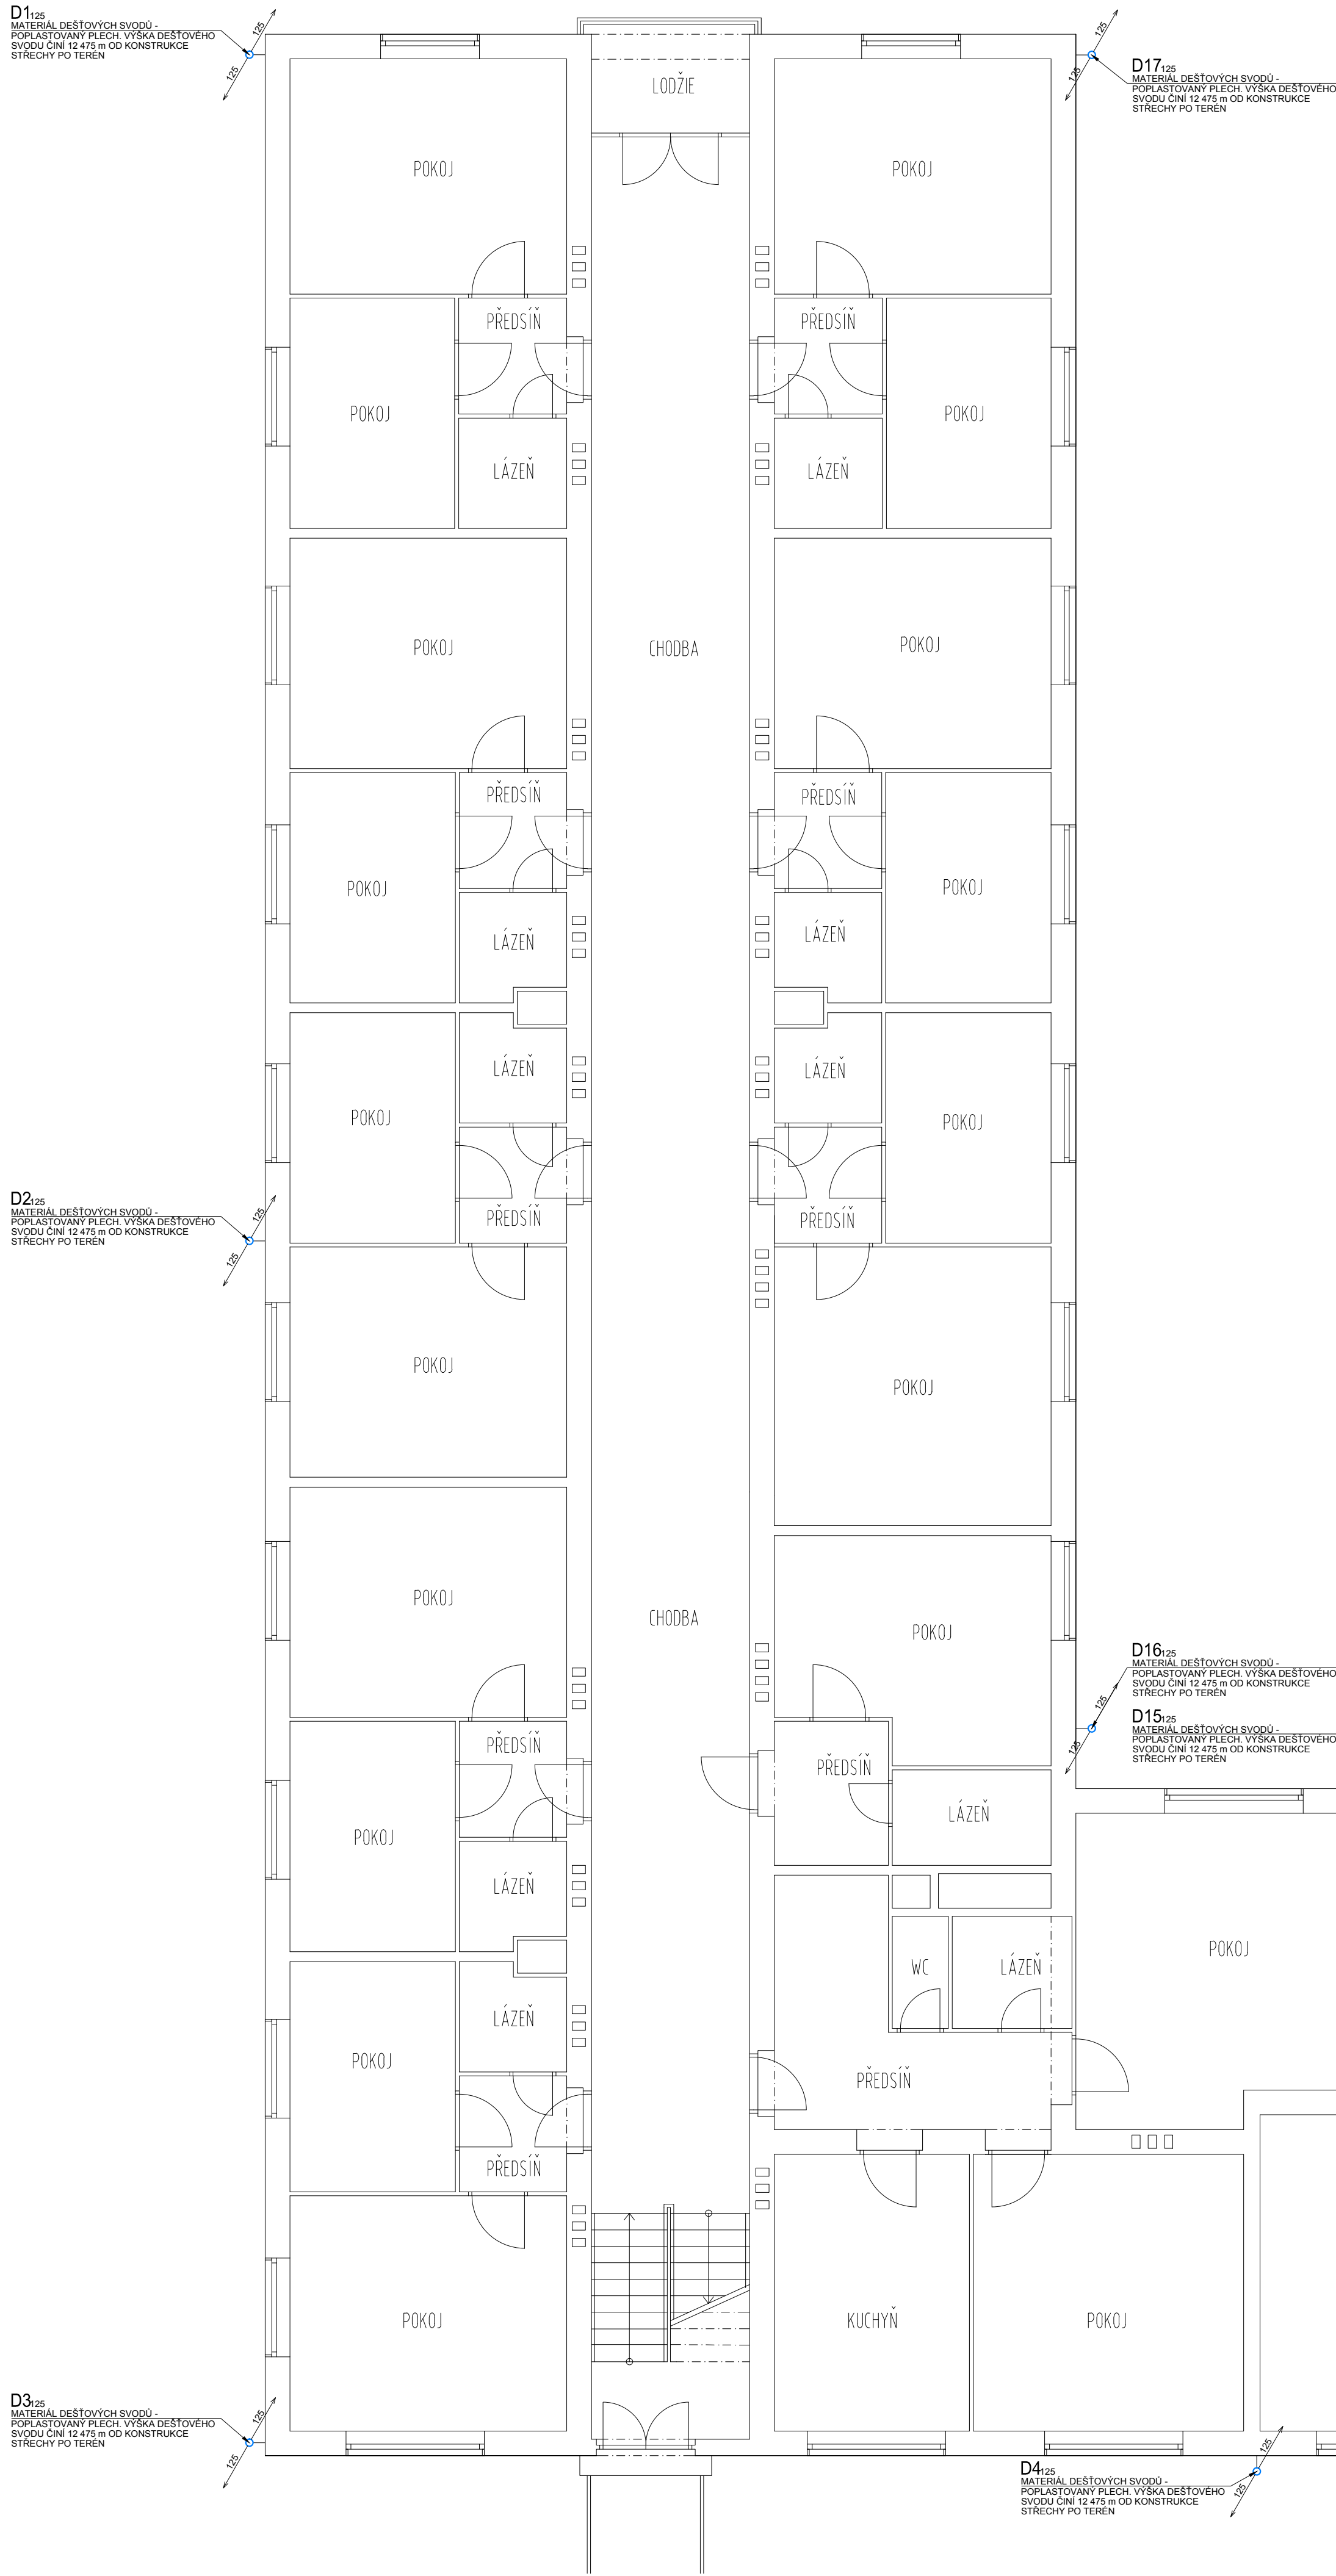 D1125
MATERIÁL DEŠŤOVÝCH SVODŮ -
POPLASTOVANÝ PLECH. VÝŠKA DEŠŤOVÉHO
SVODU ČINÍ 12 475 m OD KONSTRUKCE
STŘECHY PO TERÉN
125
125
125
125
D17125
MATERIÁL DEŠŤOVÝCH SVODŮ -
POPLASTOVANÝ PLECH. VÝŠKA DEŠŤOVÉHO
SVODU ČINÍ 12 475 m OD KONSTRUKCE
STŘECHY PO TERÉN
LODŽIE
POKOJ
POKOJ
PŘEDSÍŇ
PŘEDSÍŇ
POKOJ
POKOJ
LÁZEŇ
LÁZEŇ
POKOJ
CHODBA
POKOJ
PŘEDSÍŇ
PŘEDSÍŇ
POKOJ
POKOJ
LÁZEŇ
LÁZEŇ
LÁZEŇ
LÁZEŇ
POKOJ
POKOJ
D2125
MATERIÁL DEŠŤOVÝCH SVODŮ -
POPLASTOVANÝ PLECH. VÝŠKA DEŠŤOVÉHO
SVODU ČINÍ 12 475 m OD KONSTRUKCE
STŘECHY PO TERÉN
125
125
PŘEDSÍŇ
PŘEDSÍŇ
POKOJ
POKOJ
POKOJ
CHODBA
POKOJ
D16125
MATERIÁL DEŠŤOVÝCH SVODŮ -
POPLASTOVANÝ PLECH. VÝŠKA DEŠŤOVÉHO
SVODU ČINÍ 12 475 m OD KONSTRUKCE
STŘECHY PO TERÉN
125
125
D15125
MATERIÁL DEŠŤOVÝCH SVODŮ -
POPLASTOVANÝ PLECH. VÝŠKA DEŠŤOVÉHO
SVODU ČINÍ 12 475 m OD KONSTRUKCE
STŘECHY PO TERÉN
PŘEDSÍŇ
PŘEDSÍŇ
POKOJ
LÁZEŇ
LÁZEŇ
POKOJ
WC
LÁZEŇ
LÁZEŇ
POKOJ
PŘEDSÍŇ
PŘEDSÍŇ
POKOJ
KUCHYŇ
POKOJ
D3125
MATERIÁL DEŠŤOVÝCH SVODŮ -
POPLASTOVANÝ PLECH. VÝŠKA DEŠŤOVÉHO
SVODU ČINÍ 12 475 m OD KONSTRUKCE
STŘECHY PO TERÉN
125
125
D4125
MATERIÁL DEŠŤOVÝCH SVODŮ -
POPLASTOVANÝ PLECH. VÝŠKA DEŠŤOVÉHO
SVODU ČINÍ 12 475 m OD KONSTRUKCE
STŘECHY PO TERÉN
125
125